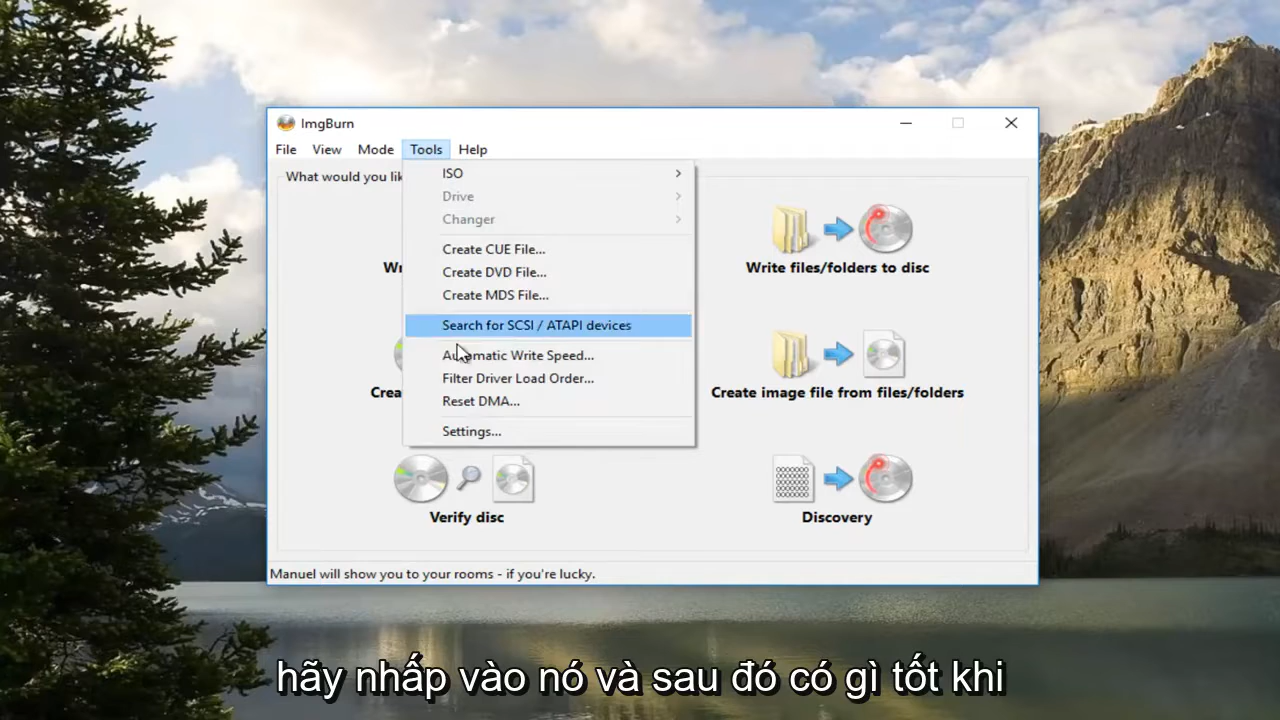 ImgBurn
File View Mode Tools Help
What would you lik
ISO
Drive
Changer
Create CUE File...
Create DVD File...
Create MDS File...
Search for SCSI / ATAPI devices
Automatic Write Speed...
Filter Driver Load Order...
Reset DMA...
Settings...
Wr
Write files/folders to disc
Crea
Create image file from files/folders
Verify disc
Discovery
Manuel will show you to your rooms - if you're lucky.
hãy nhấp vào nó và sau đó có gì tốt khi